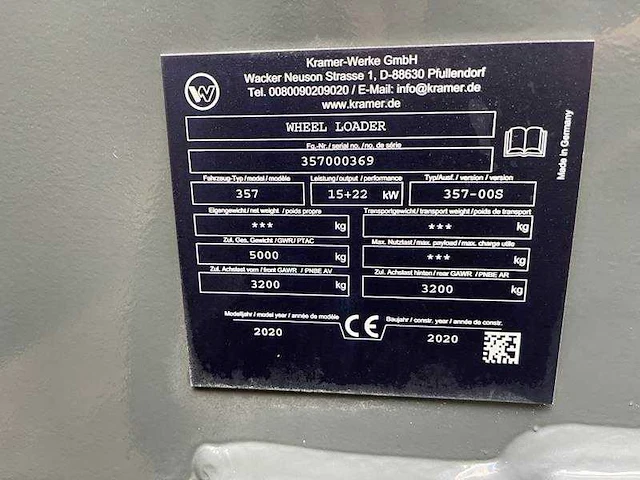 Kramer-Werke GmbH
Wacker Neuson Strasse 1, D-88630 Pfullendorf
Tel. 0080090209020 / E-Mail: info@kramer.de
www.kramer.de
WHEEL LOADER
Fg.-Nr./ serial no./ no. de série
357000369
Fahrzeug-Typ / model / modèle Leistung / output / performance Typ/Ausf. / version / version
357 15+22 kW 357-00S
Eigengewicht / net weight / poids propre Transportgewicht / transport weight / poids de transport
*** kg *** kg
Zul. Ges. Gewicht / GWR/ PTAC Max. Nutzlast / max. payload / max. charge utile
5000 kg *** kg
Zul. Achslast vorn / front GAWR / PNBE AV Zul. Achslast hinten / rear GAWR / PNBE AR
3200 kg 3200 kg
Modelljahr / model year / année de modèle Baujahr / constr. year / année de constr.
2020 CE 2020
Made in Germany